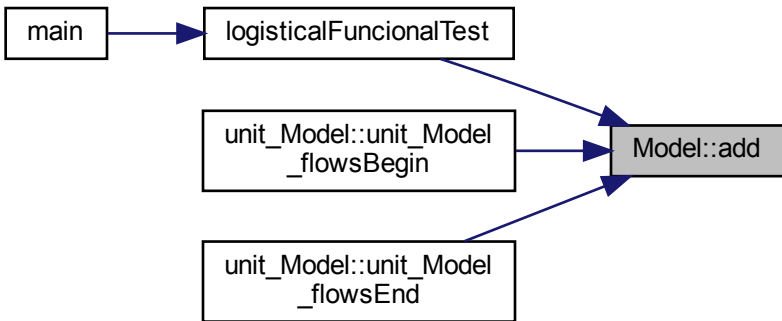 main
logisticalFuncionalTest
unit_Model::unit_Model
_flowsBegin
Model::add
unit_Model::unit_Model
_flowsEnd